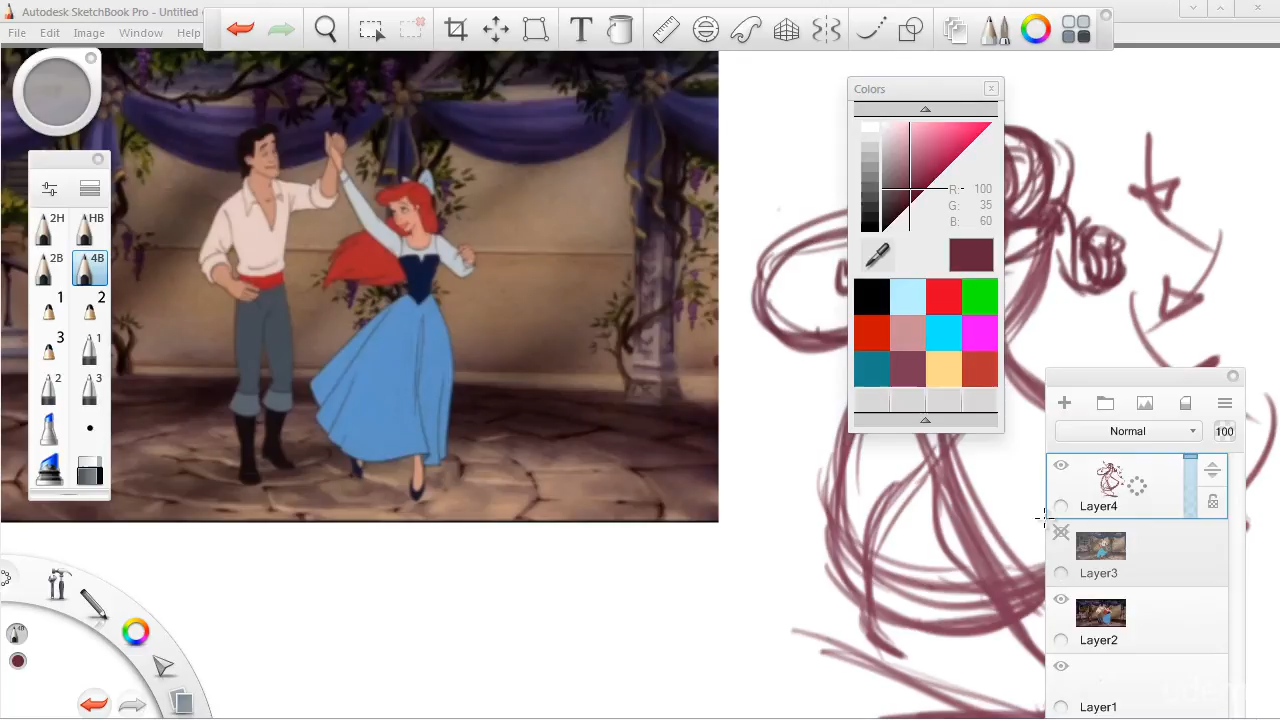 Autodesk SketchBook Pro - Untitled
File Edit Image Window Help
T
Colors
R: 100
G: 35
B: 60
2H HB
2B 4B
1 2
3 1
2 3
Normal 100
Layer4
Layer3
Layer2
Layer1
4B